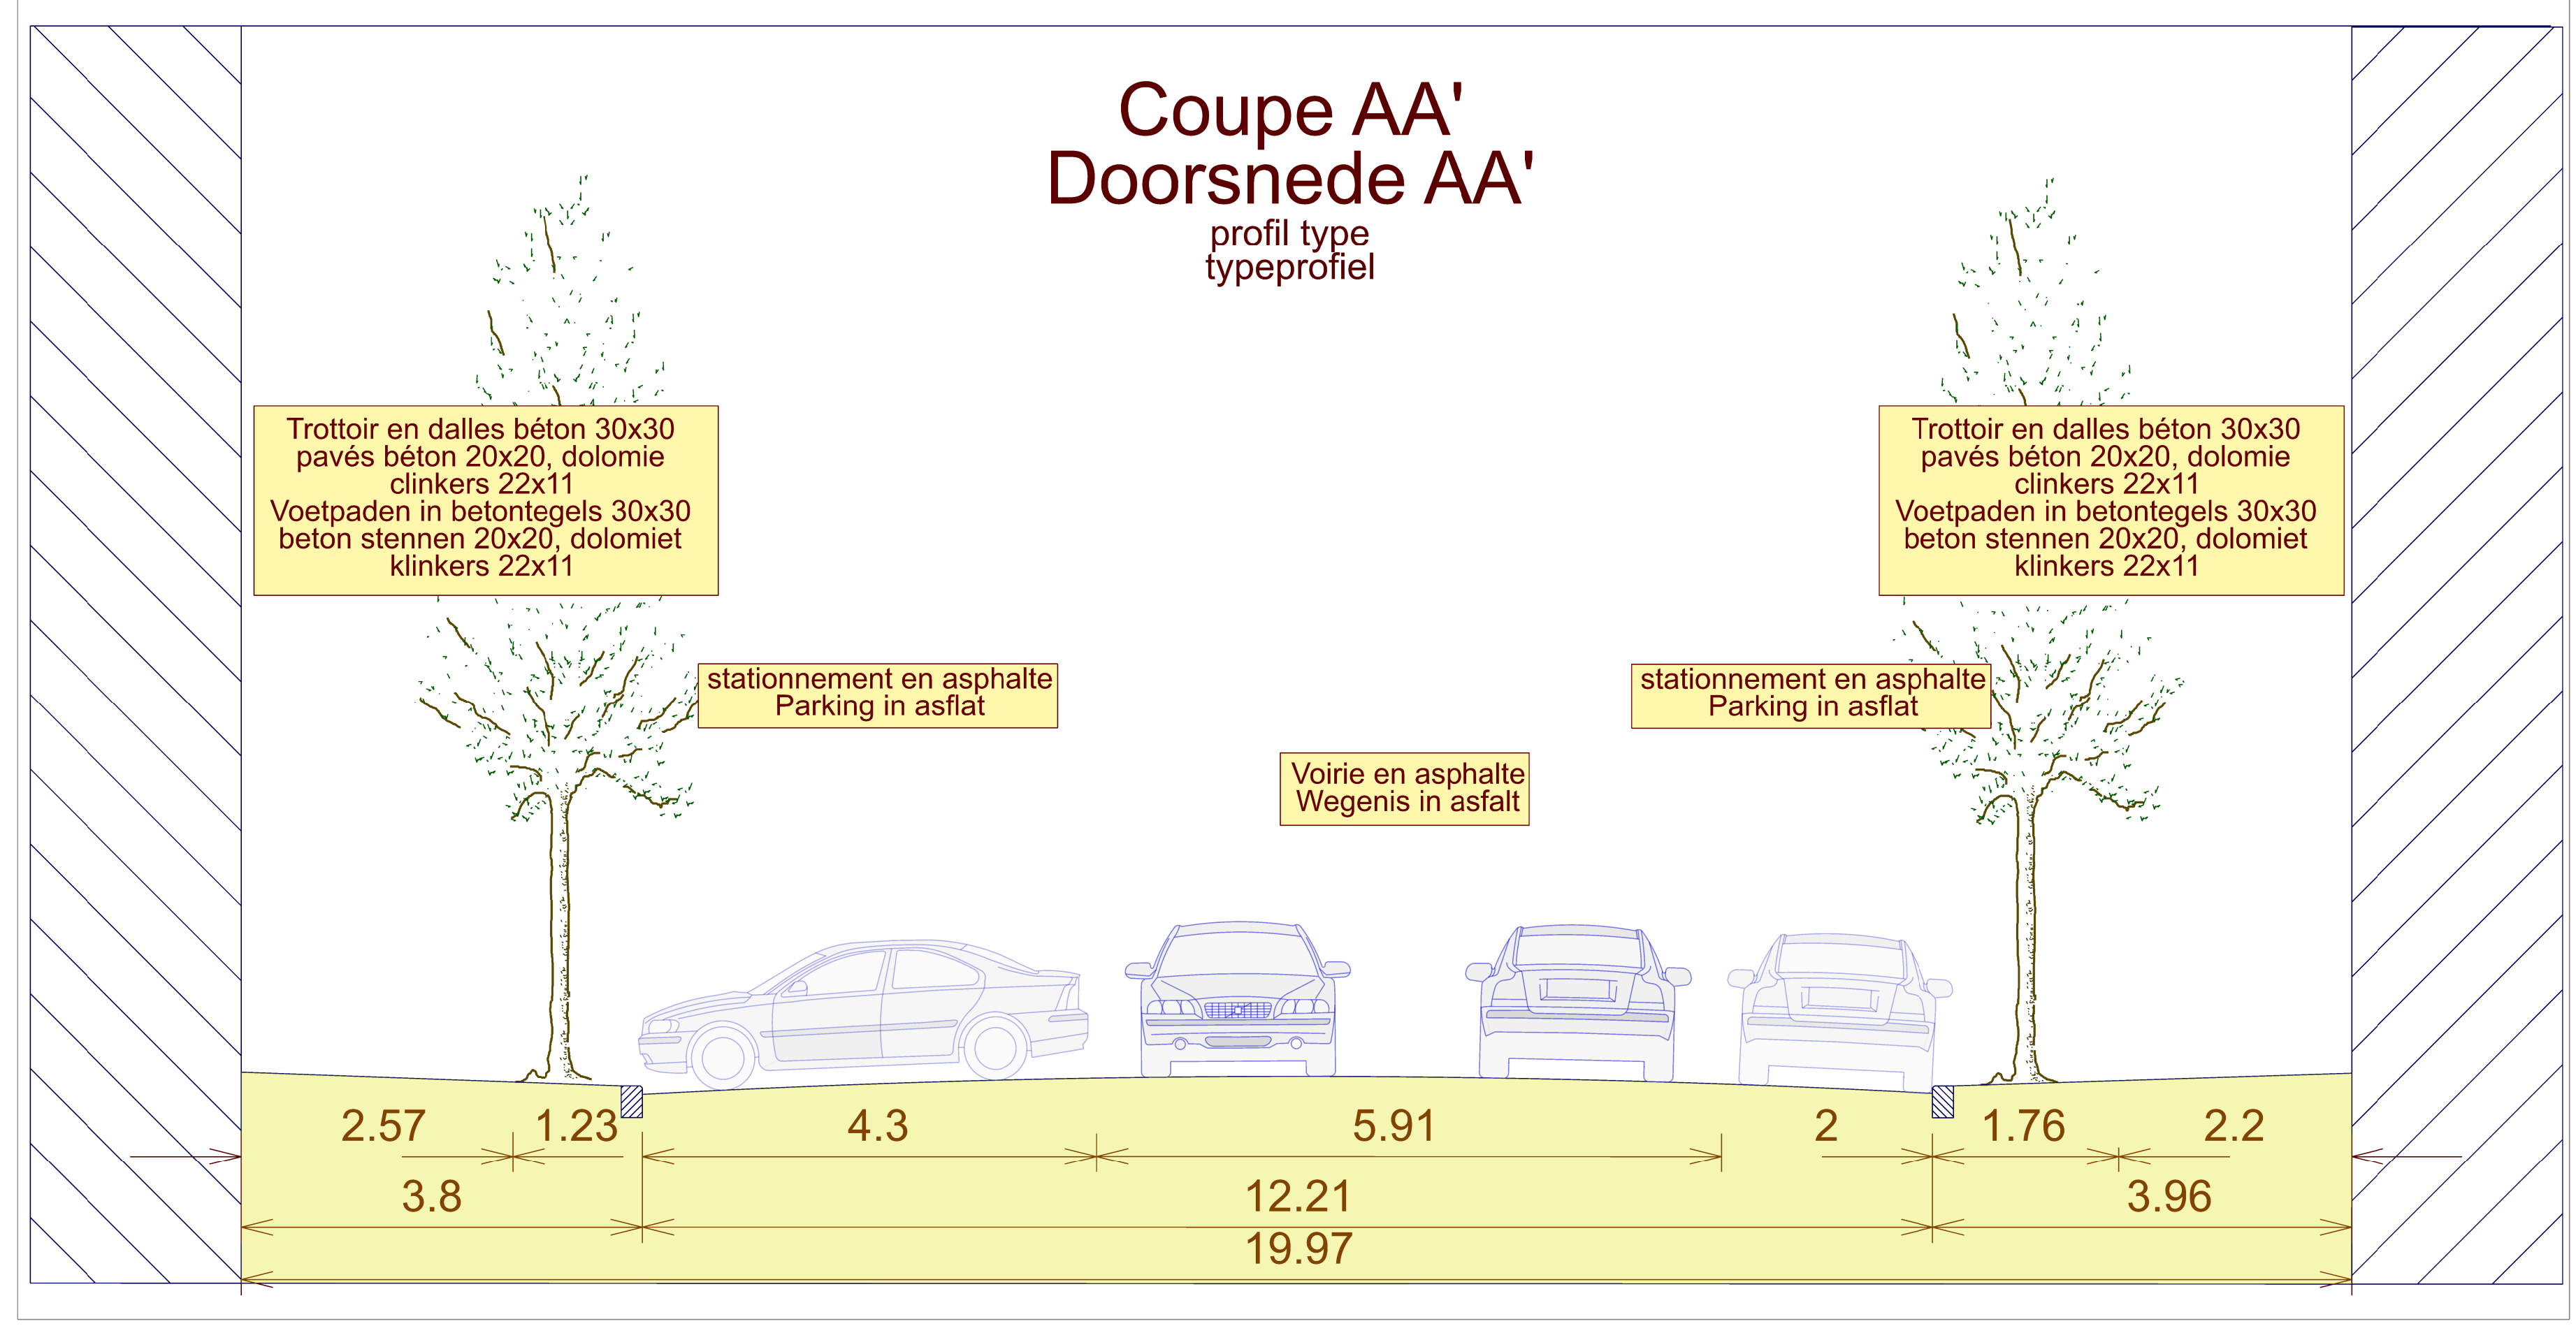 Coupe AA'
Doorsnede AA'
profil type
typeprofiel
Trottoir en dalles béton 30x30
pavés béton 20x20, dolomie
clinkers 22x11
Voetpaden in betontegels 30x30
beton stennen 20x20, dolomiet
klinkers 22x11
Trottoir en dalles béton 30x30
pavés béton 20x20, dolomie
clinkers 22x11
Voetpaden in betontegels 30x30
beton stennen 20x20, dolomiet
klinkers 22x11
stationnement en asphalte
Parking in asflat
stationnement en asphalte
Parking in asflat
Voirie en asphalte
Wegenis in asfalt
2.57 1.23 4.3 5.91 2 1.76 2.2
3.8 12.21 3.96
19.97